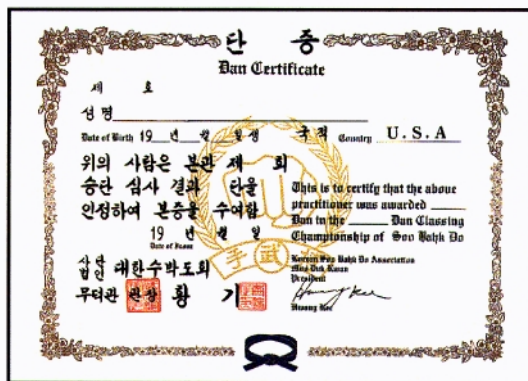 단 증
Dan Certificate
제 호
성명
Date of Birth 19 년 월 일생 국적 Country U.S.A
위의 사람은 본관 제 회
승단 심사 결과 단을
인정하여 본증을 수여함
19 년 월 일
Date of Issue
This is to certify that the above
practitioner was awarded
Dan in the Dan Classing
Championship of Soo Bahk Do
사단법인 대한수박도회
무덕관 관장 황 기
Korean Soo Bahk Do Association
Moo Duk Kwan
President
Hwang Kee
手武